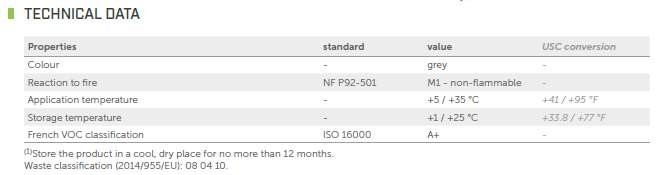 TECHNICAL DATA
Properties standard value USC conversion
Colour - grey -
Reaction to fire NF P92-501 M1 - non-flammable -
Application temperature - +5 / +35 °C +41 / +95 °F
Storage temperature - +1 / +25 °C +33.8 / +77 °F
French VOC classification ISO 16000 A+ -
(1)Store the product in a cool, dry place for no more than 12 months.
Waste classification (2014/955/EU): 08 04 10.